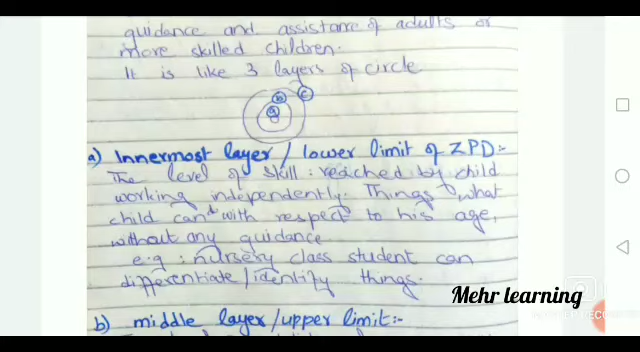 guidance and assistance of adults or
more skilled children.
It is like 3 layers of circle
a b c
a) Innermost layer / lower limit of ZPD:-
The level of skill: reached by child
working independently. Things what
child can with respect to his age,
without any guidance
e.g: nursery class student can
differentiate/identify things.
Mehr learning
b) middle layer/upper limit:-